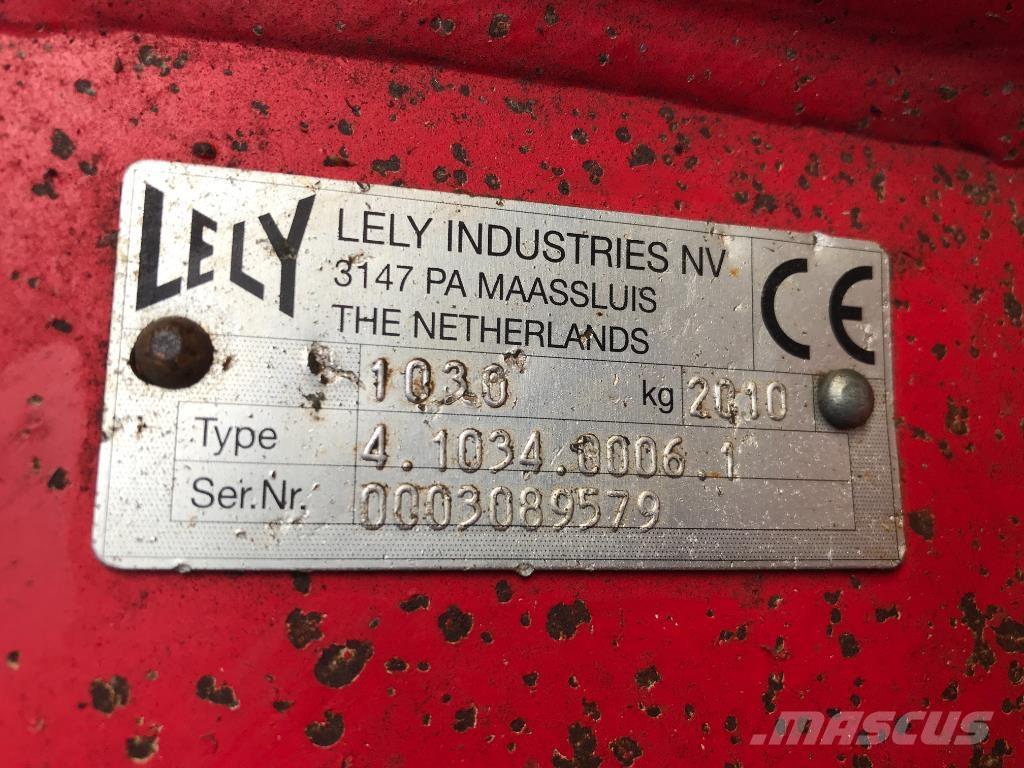 LELY
LELY INDUSTRIES NV
3147 PA MAASSLUIS
THE NETHERLANDS
CE
1030 kg 2010
Type 4.1034.0006.1
Ser.Nr. 0003089579
MASCUS